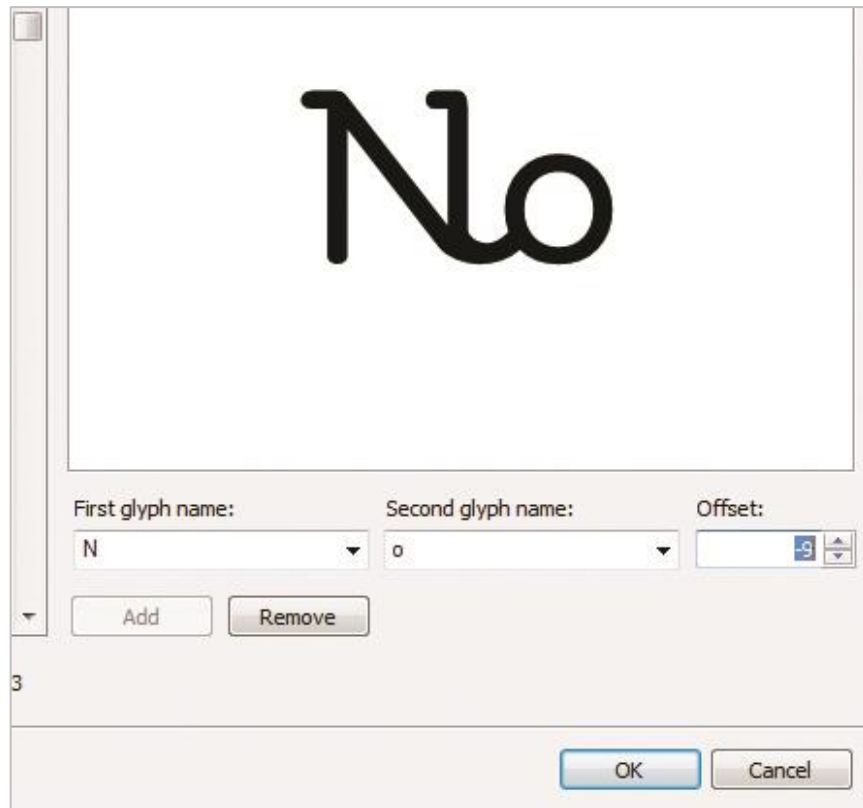 No
First glyph name: Second glyph name: Offset:
N o -9
Add Remove
3
OK Cancel